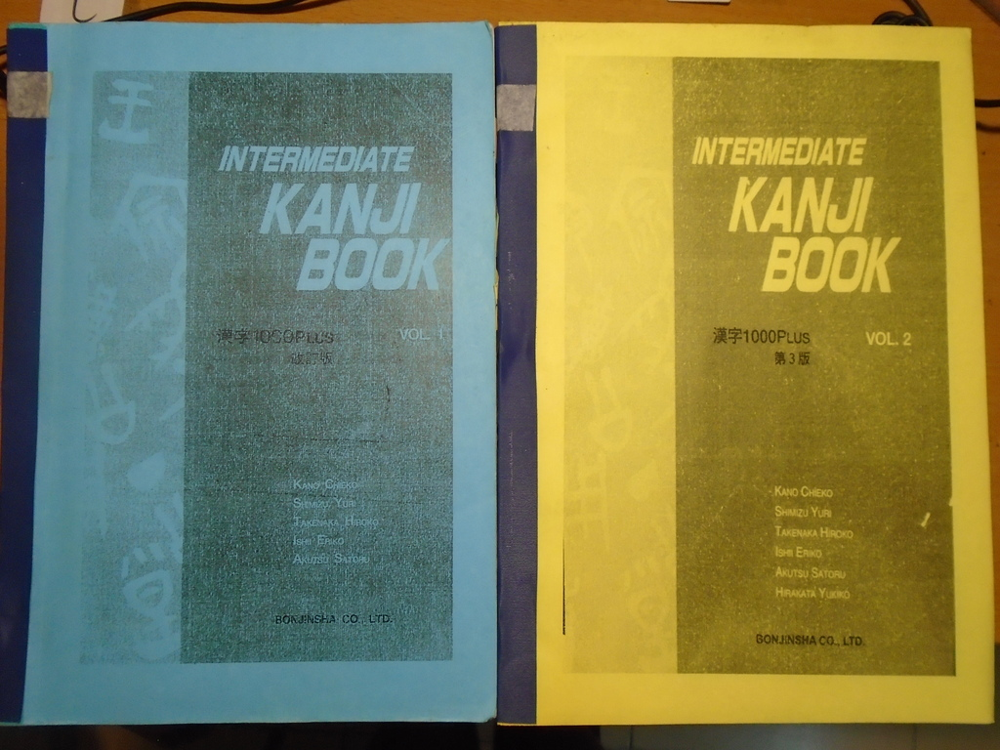 INTERMEDIATE
KANJI
BOOK
漢字1000PLUS
VOL. 1
改訂版
KANO CHIEKO
SHIMIZU YURI
TAKENAKA HIROKO
ISHII ERIKO
AKUTSU SATORU
BONJINSHA CO., LTD.
INTERMEDIATE
KANJI
BOOK
漢字1000PLUS
VOL. 2
第3版
KANO CHIEKO
SHIMIZU YURI
TAKENAKA HIROKO
ISHII ERIKO
AKUTSU SATORU
HIRAKATA YUKIKO
BONJINSHA CO., LTD.